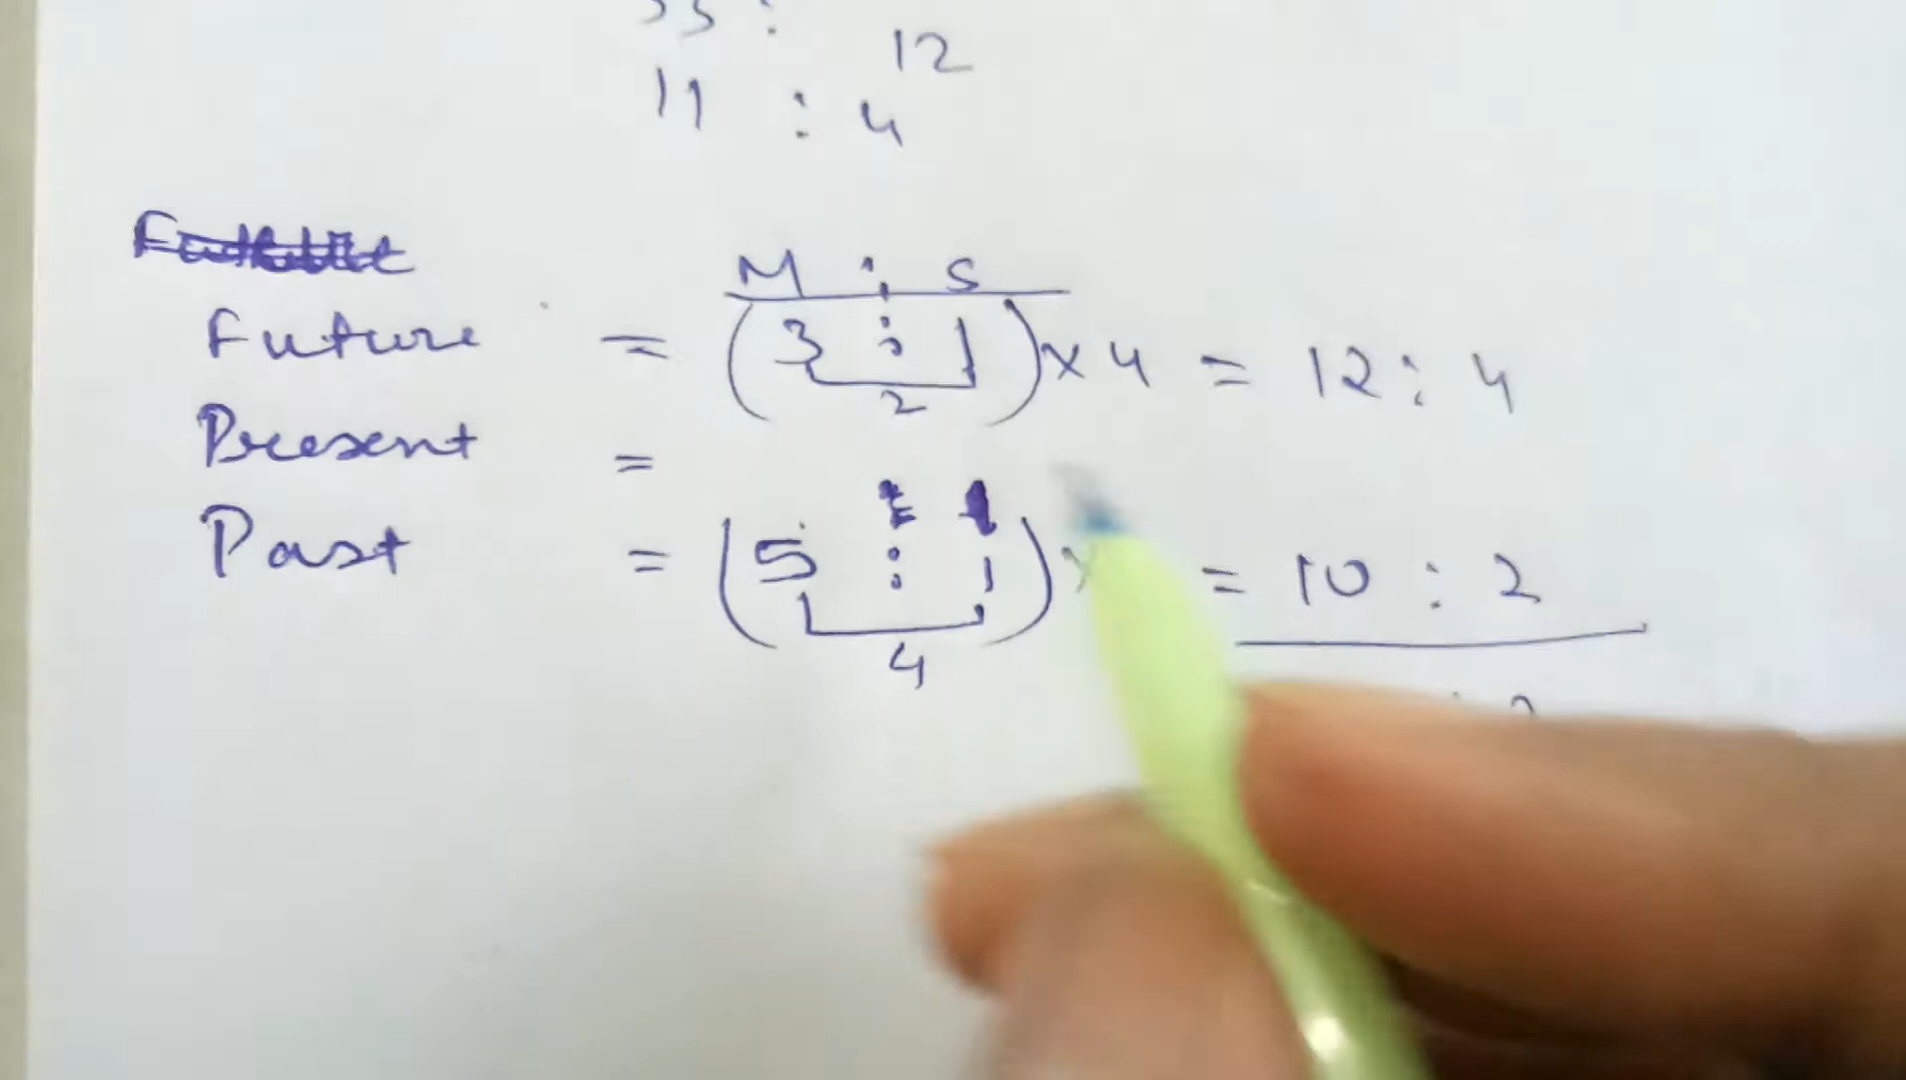 12
11 : 4
M : S
Future = (3 : 1) × 4 = 12 : 4
2
Present =
Past = (5 : 1) × = 10 : 2
4